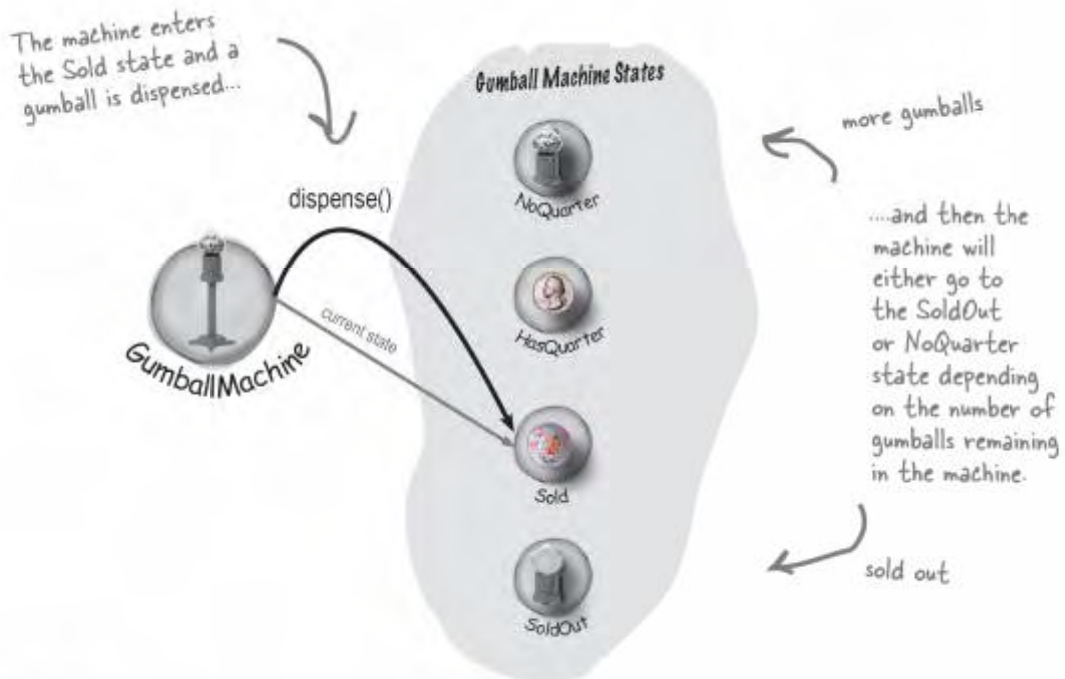 The machine enters
the Sold state and a
gumball is dispensed...
Gumball Machine States
more gumballs
NoQuarter
dispense()
....and then the
machine will
either go to
the SoldOut
or NoQuarter
state depending
on the number of
gumballs remaining
in the machine.
HasQuarter
current state
GumballMachine
Sold
sold out
SoldOut